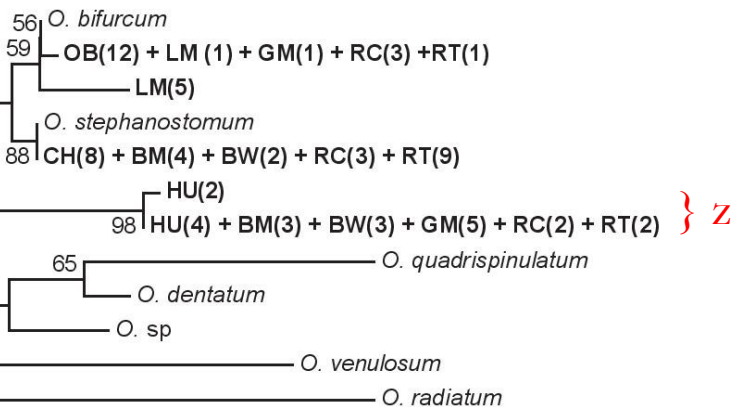 56 O. bifurcum
59 OB(12) + LM (1) + GM(1) + RC(3) +RT(1)
LM(5)
O. stephanostomum
88 CH(8) + BM(4) + BW(2) + RC(3) + RT(9)
HU(2)
98 HU(4) + BM(3) + BW(3) + GM(5) + RC(2) + RT(2) } Z
65 O. quadrispinulatum
O. dentatum
O. sp
O. venulosum
O. radiatum